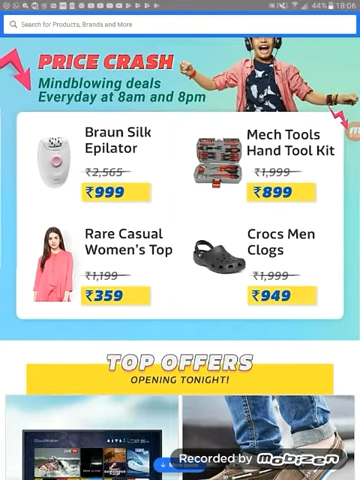 44% 18:06
Search for Products, Brands and More
PRICE CRASH
Mindblowing deals
Everyday at 8am and 8pm
Braun Silk
Epilator
₹2,565
₹999
Mech Tools
Hand Tool Kit
₹1,999
₹899
Rare Casual
Women's Top
₹1,199
₹359
Crocs Men
Clogs
₹1,999
₹949
TOP OFFERS
OPENING TONIGHT!
CloudWalker
Recorded by Mobizen